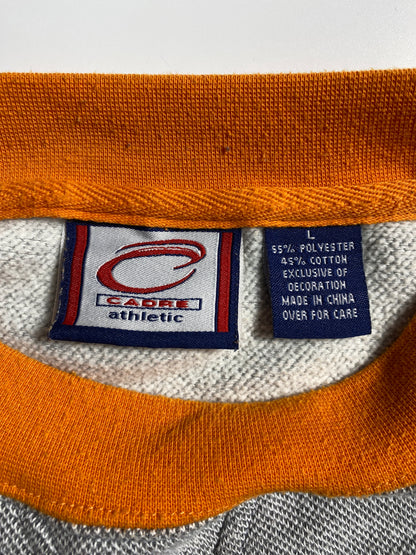 CADRE
athletic
L
55% POLYESTER
45% COTTON
EXCLUSIVE OF
DECORATION
MADE IN CHINA
OVER FOR CARE